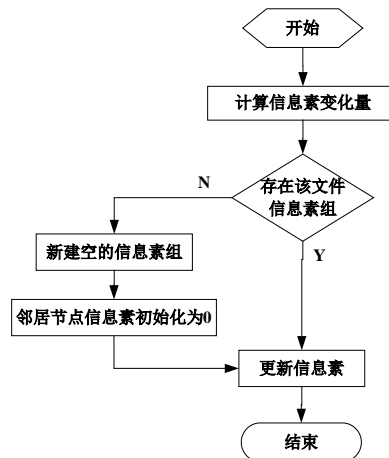 开始
计算信息素变化量
存在该文件
信息素组
N
Y
新建空的信息素组
邻居节点信息素初始化为0
更新信息素
结束